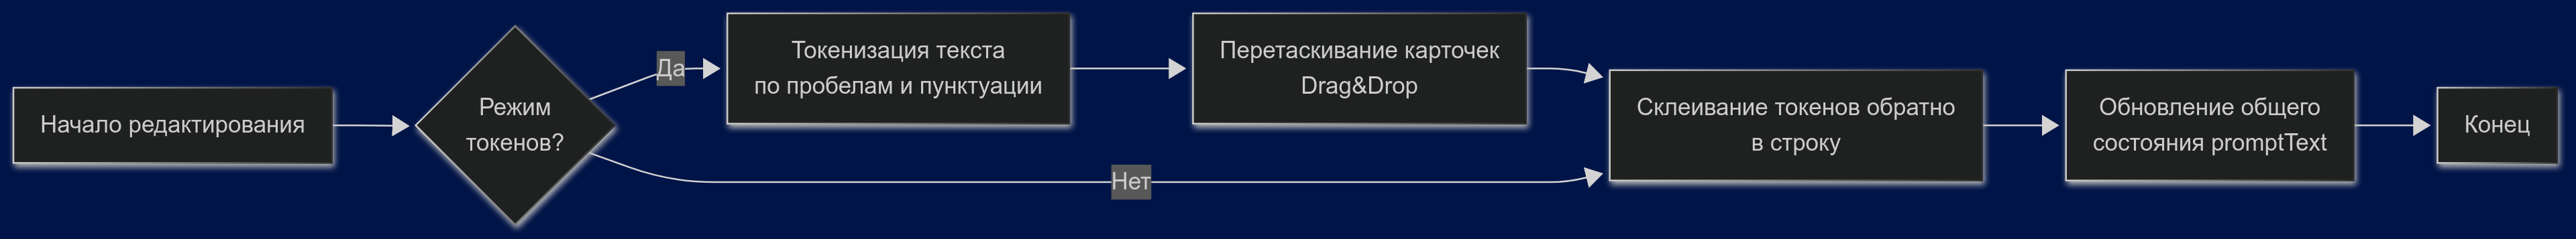 Начало редактирования
Режим
токенов?
Да
Токенизация текста
по пробелам и пунктуации
Перетаскивание карточек
Drag&Drop
Нет
Склеивание токенов обратно
в строку
Обновление общего
состояния promptText
Конец